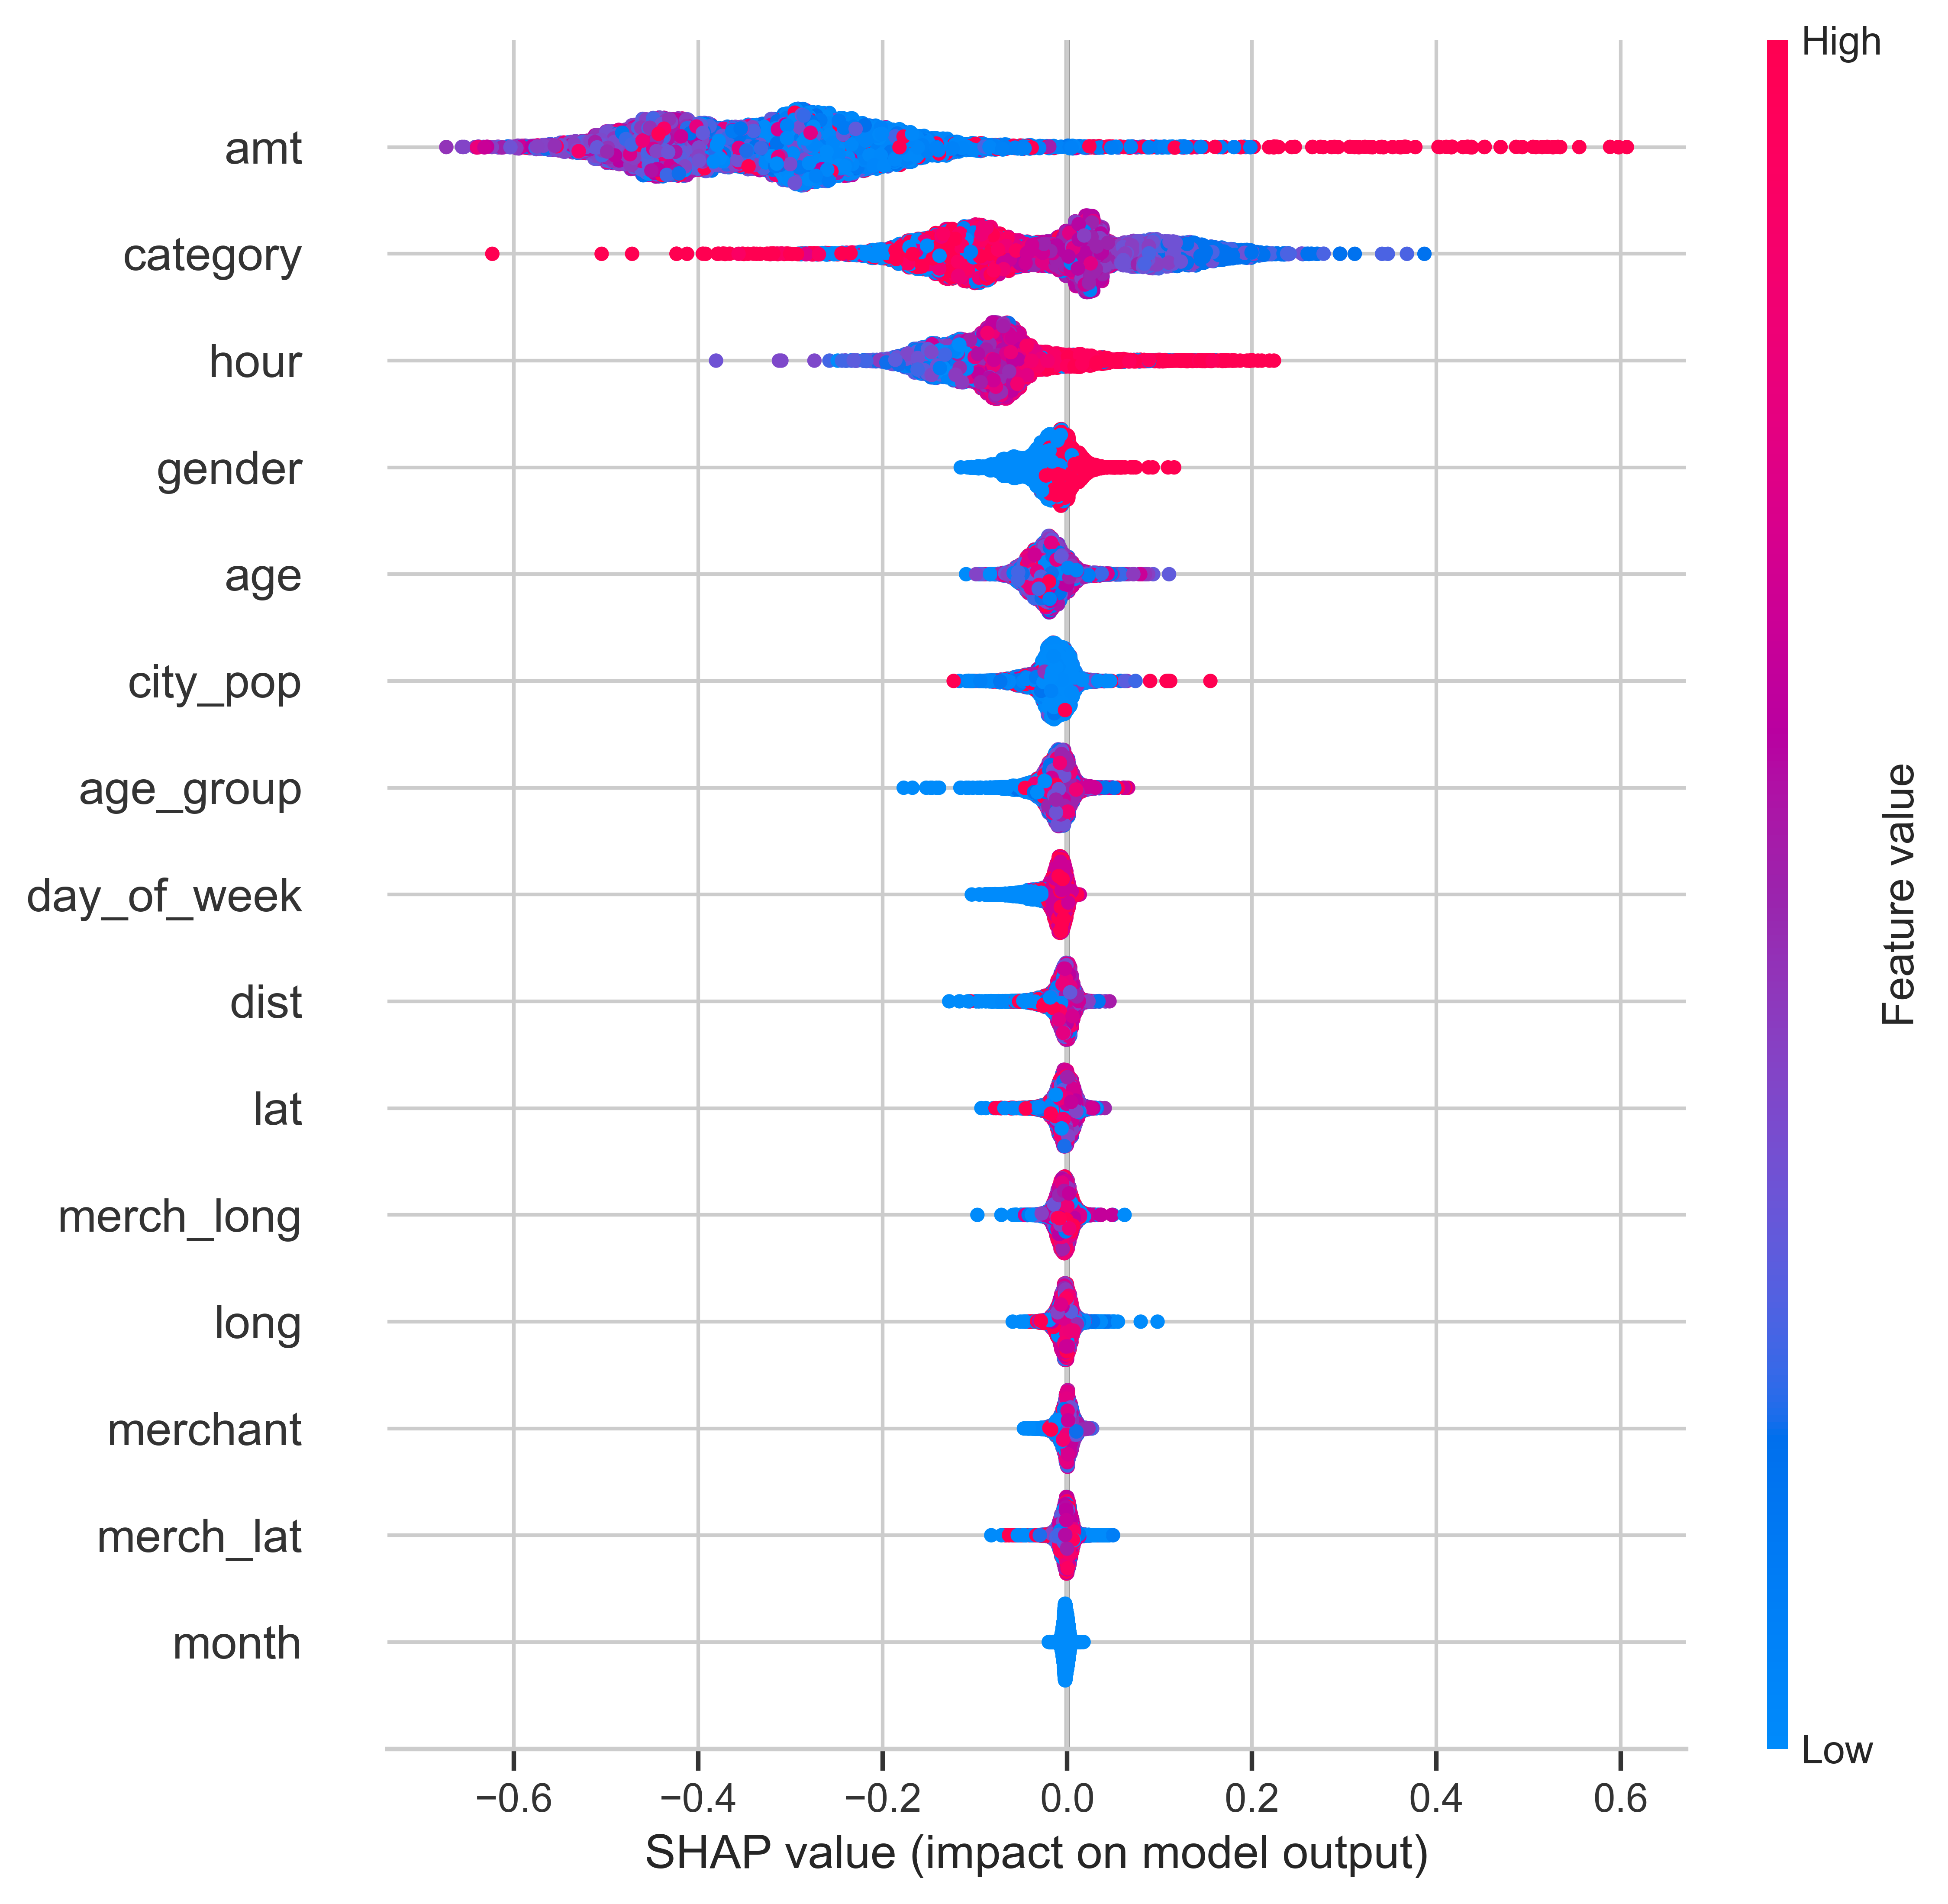 High
amt
category
hour
gender
age
city_pop
age_group
day_of_week
dist
lat
merch_long
long
merchant
merch_lat
month
Feature value
Low
−0.6 −0.4 −0.2 0.0 0.2 0.4 0.6
SHAP value (impact on model output)